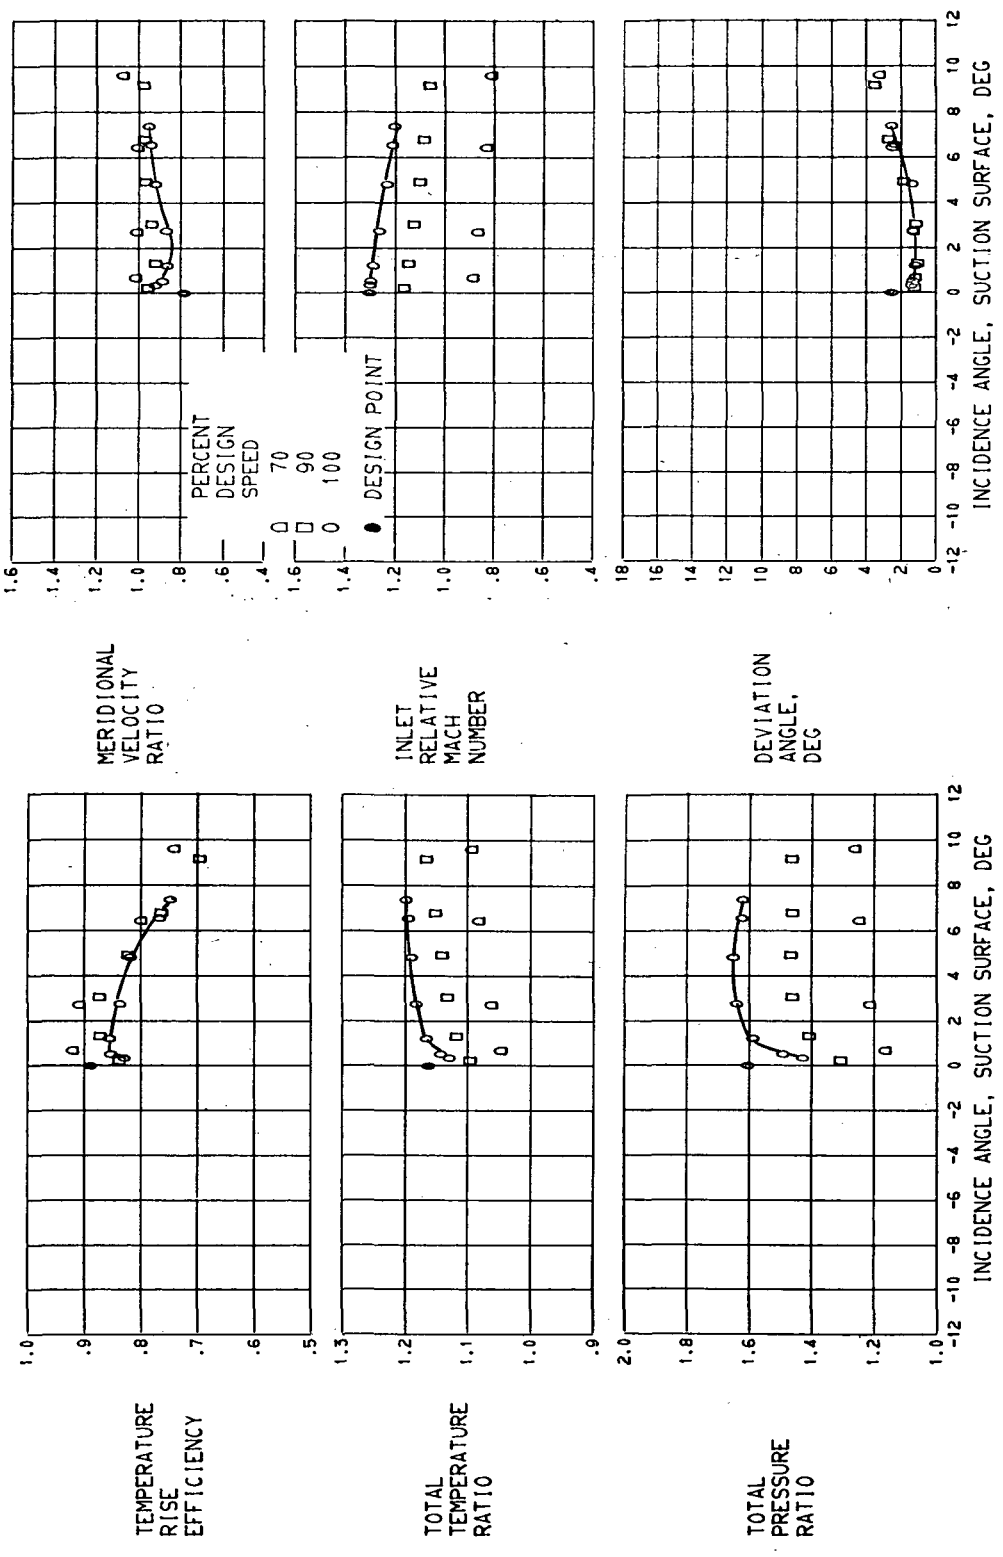 TEMPERATURE
RISE
EFFICIENCY
1.0
.9
.8
.7
.5
TOTAL
TEMPERATURE
RATIO
1.3
1.2
1.1
1.0
.9
TOTAL
PRESSURE
RATIO
2.0
1.8
1.6
1.4
1.2
1.0
-12 -10 -8 -6 -4 -2 0 2 4 6 8 10 12
INCIDENCE ANGLE, SUCTION SURFACE, DEG
MERIDIONAL
VELOCITY
RATIO
1.6
1.4
1.2
1.0
.8
.6
.4
PERCENT
DESIGN
SPEED
70
90
100
DESIGN POINT
INLET
RELATIVE
MACH
NUMBER
1.6
1.4
1.2
1.0
.8
.6
.4
DEVIATION
ANGLE,
DEG
18
16
14
12
10
8
6
4
2
0
-12 -10 -8 -6 -4 -2 0 2 4 6 8 10 12
INCIDENCE ANGLE, SUCTION SURFACE, DEG